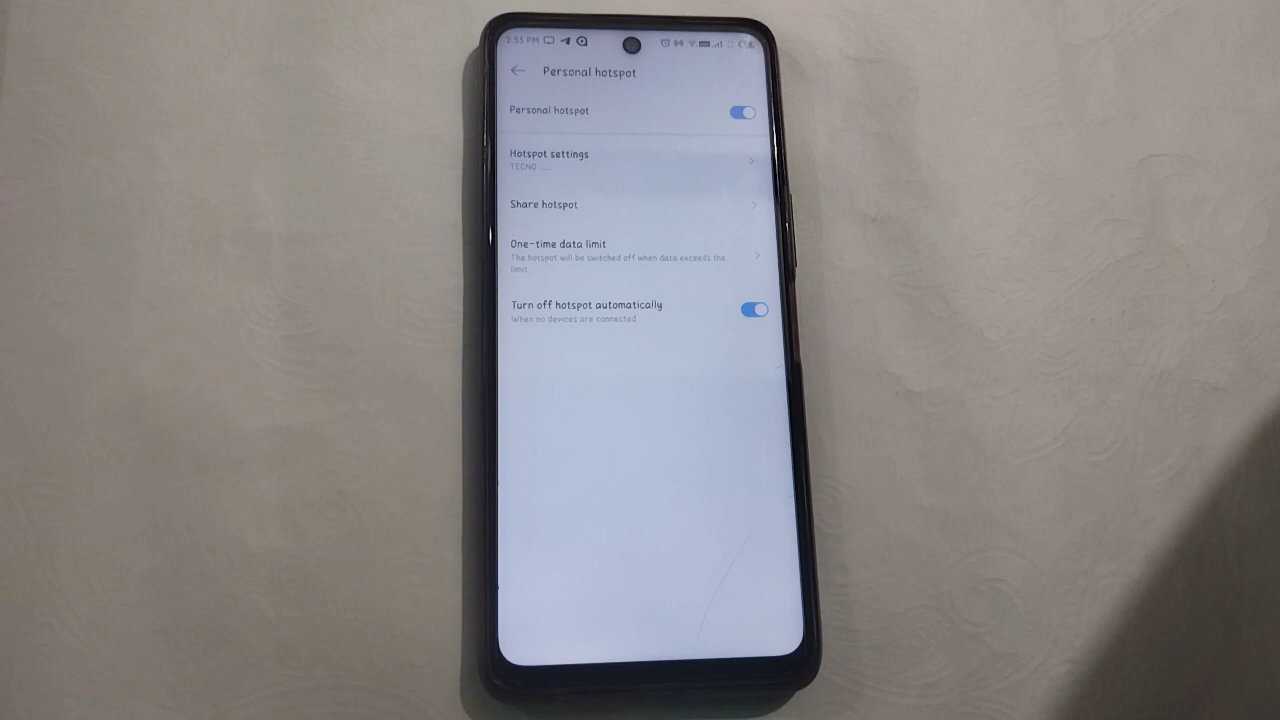 2:55 PM
Personal hotspot
Personal hotspot
Hotspot settings
TECNO ....
Share hotspot
One-time data limit
The hotspot will be switched off when data exceeds the
limit.
Turn off hotspot automatically
When no devices are connected